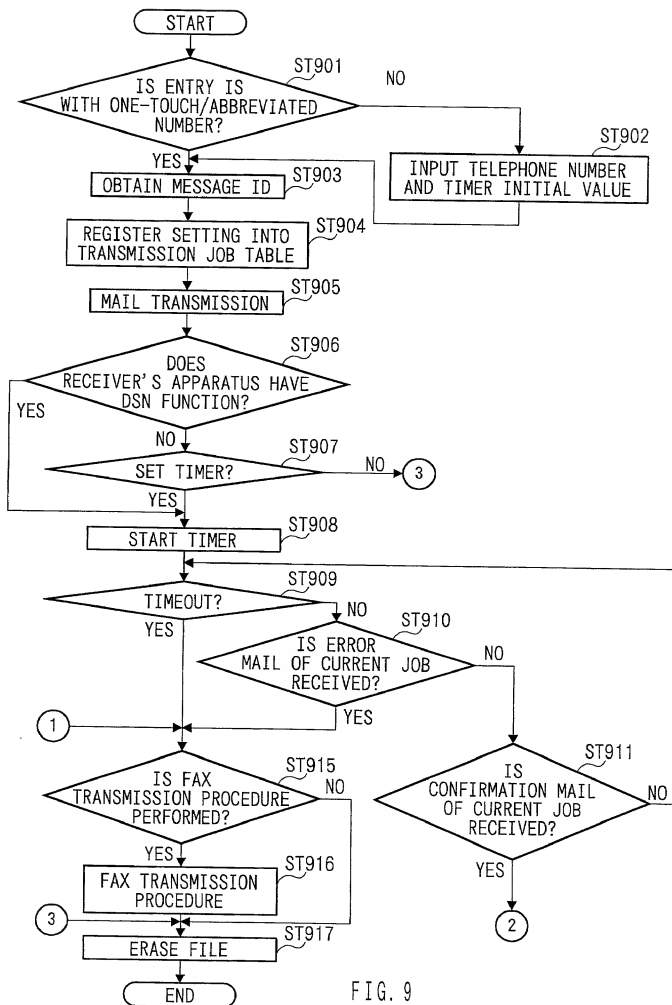 START
ST901
IS ENTRY IS
WITH ONE-TOUCH/ABBREVIATED
NUMBER?
NO
YES
ST902
INPUT TELEPHONE NUMBER
AND TIMER INITIAL VALUE
ST903
OBTAIN MESSAGE ID
ST904
REGISTER SETTING INTO
TRANSMISSION JOB TABLE
ST905
MAIL TRANSMISSION
ST906
DOES
RECEIVER'S APPARATUS HAVE
DSN FUNCTION?
YES
NO
ST907
SET TIMER?
NO
3
YES
ST908
START TIMER
ST909
TIMEOUT?
NO
YES
ST910
IS ERROR
MAIL OF CURRENT JOB
RECEIVED?
NO
YES
1
ST911
IS
CONFIRMATION MAIL
OF CURRENT JOB
RECEIVED?
NO
YES
2
ST915
IS FAX
TRANSMISSION PROCEDURE
PERFORMED?
NO
YES
ST916
FAX TRANSMISSION
PROCEDURE
3
ST917
ERASE FILE
END
FIG. 9